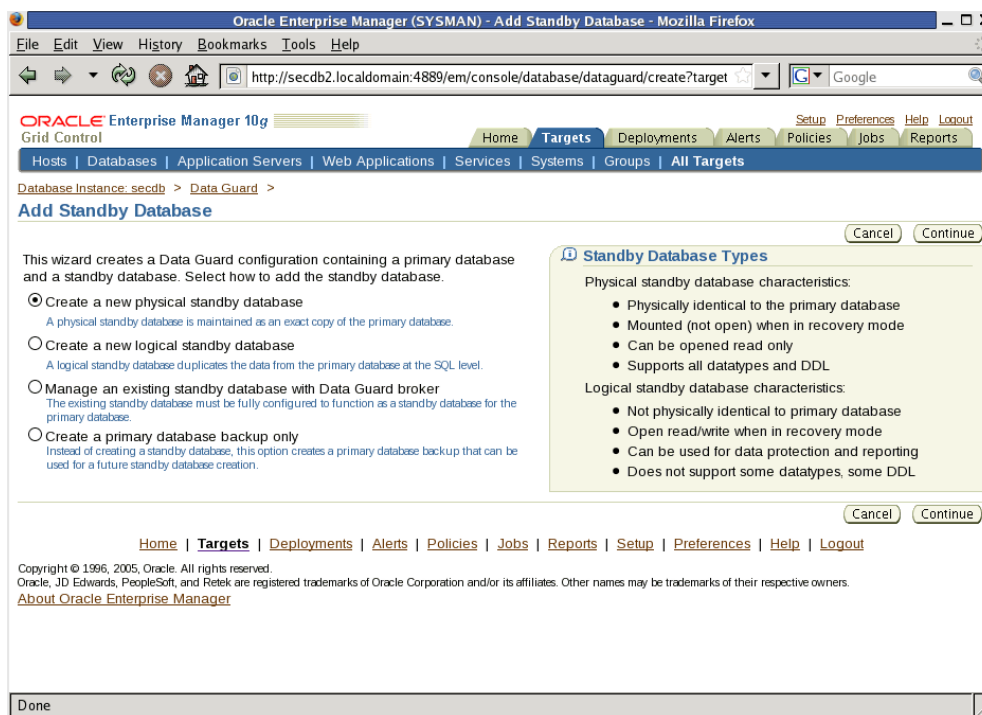 Oracle Enterprise Manager (SYSMAN) - Add Standby Database - Mozilla Firefox
File Edit View History Bookmarks Tools Help
http://secdb2.localdomain:4889/em/console/database/dataguard/create?target
G Google
ORACLE Enterprise Manager 10g
Grid Control
Setup Preferences Help Logout
Home Targets Deployments Alerts Policies Jobs Reports
Hosts | Databases | Application Servers | Web Applications | Services | Systems | Groups | All Targets
Database Instance: secdb > Data Guard >
Add Standby Database
Cancel Continue
This wizard creates a Data Guard configuration containing a primary database
and a standby database. Select how to add the standby database.
Create a new physical standby database
A physical standby database is maintained as an exact copy of the primary database.
Create a new logical standby database
A logical standby database duplicates the data from the primary database at the SQL level.
Manage an existing standby database with Data Guard broker
The existing standby database must be fully configured to function as a standby database for the
primary database.
Create a primary database backup only
Instead of creating a standby database, this option creates a primary database backup that can be
used for a future standby database creation.
Standby Database Types
Physical standby database characteristics:
Physically identical to the primary database
Mounted (not open) when in recovery mode
Can be opened read only
Supports all datatypes and DDL
Logical standby database characteristics:
Not physically identical to primary database
Open read/write when in recovery mode
Can be used for data protection and reporting
Does not support some datatypes, some DDL
Cancel Continue
Home | Targets | Deployments | Alerts | Policies | Jobs | Reports | Setup | Preferences | Help | Logout
Copyright © 1996, 2005, Oracle. All rights reserved.
Oracle, JD Edwards, PeopleSoft, and Retek are registered trademarks of Oracle Corporation and/or its affiliates. Other names may be trademarks of their respective owners.
About Oracle Enterprise Manager
Done